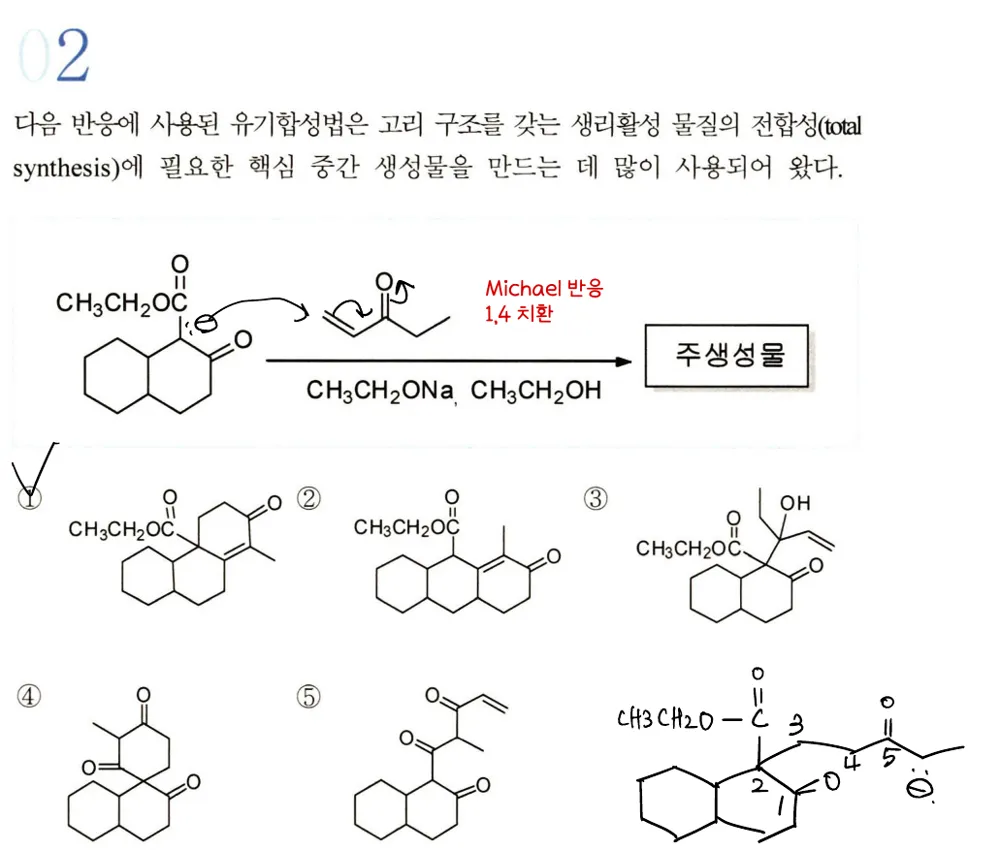 02
다음 반응에 사용된 유기합성법은 고리 구조를 갖는 생리활성 물질의 전합성(total
synthesis)에 필요한 핵심 중간 생성물을 만드는 데 많이 사용되어 왔다.
O
CH3CH2OC
O
⊖
O
Michael 반응
1,4 치환
CH3CH2ONa, CH3CH2OH
주생성물
①
O
CH3CH2OC
O
②
O
CH3CH2OC
O
③
OH
O
CH3CH2OC
O
④
O
O
O
⑤
O
O
O
O
CH3CH2O-C
3
O
2
O
4
5
⊖